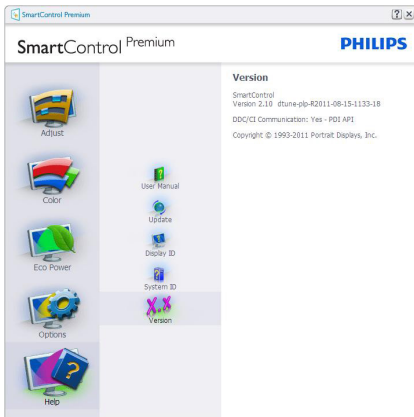 SmartControl Premium
SmartControl Premium
PHILIPS
Adjust
Color
Eco Power
Options
Help
User Manual
Update
Display ID
System ID
X.X
Version
Version
SmartControl
Version 2.10 dtune-plp-R2011-08-15-1133-18
DDC/CI Communication: Yes - PDI API
Copyright © 1993-2011 Portrait Displays, Inc.